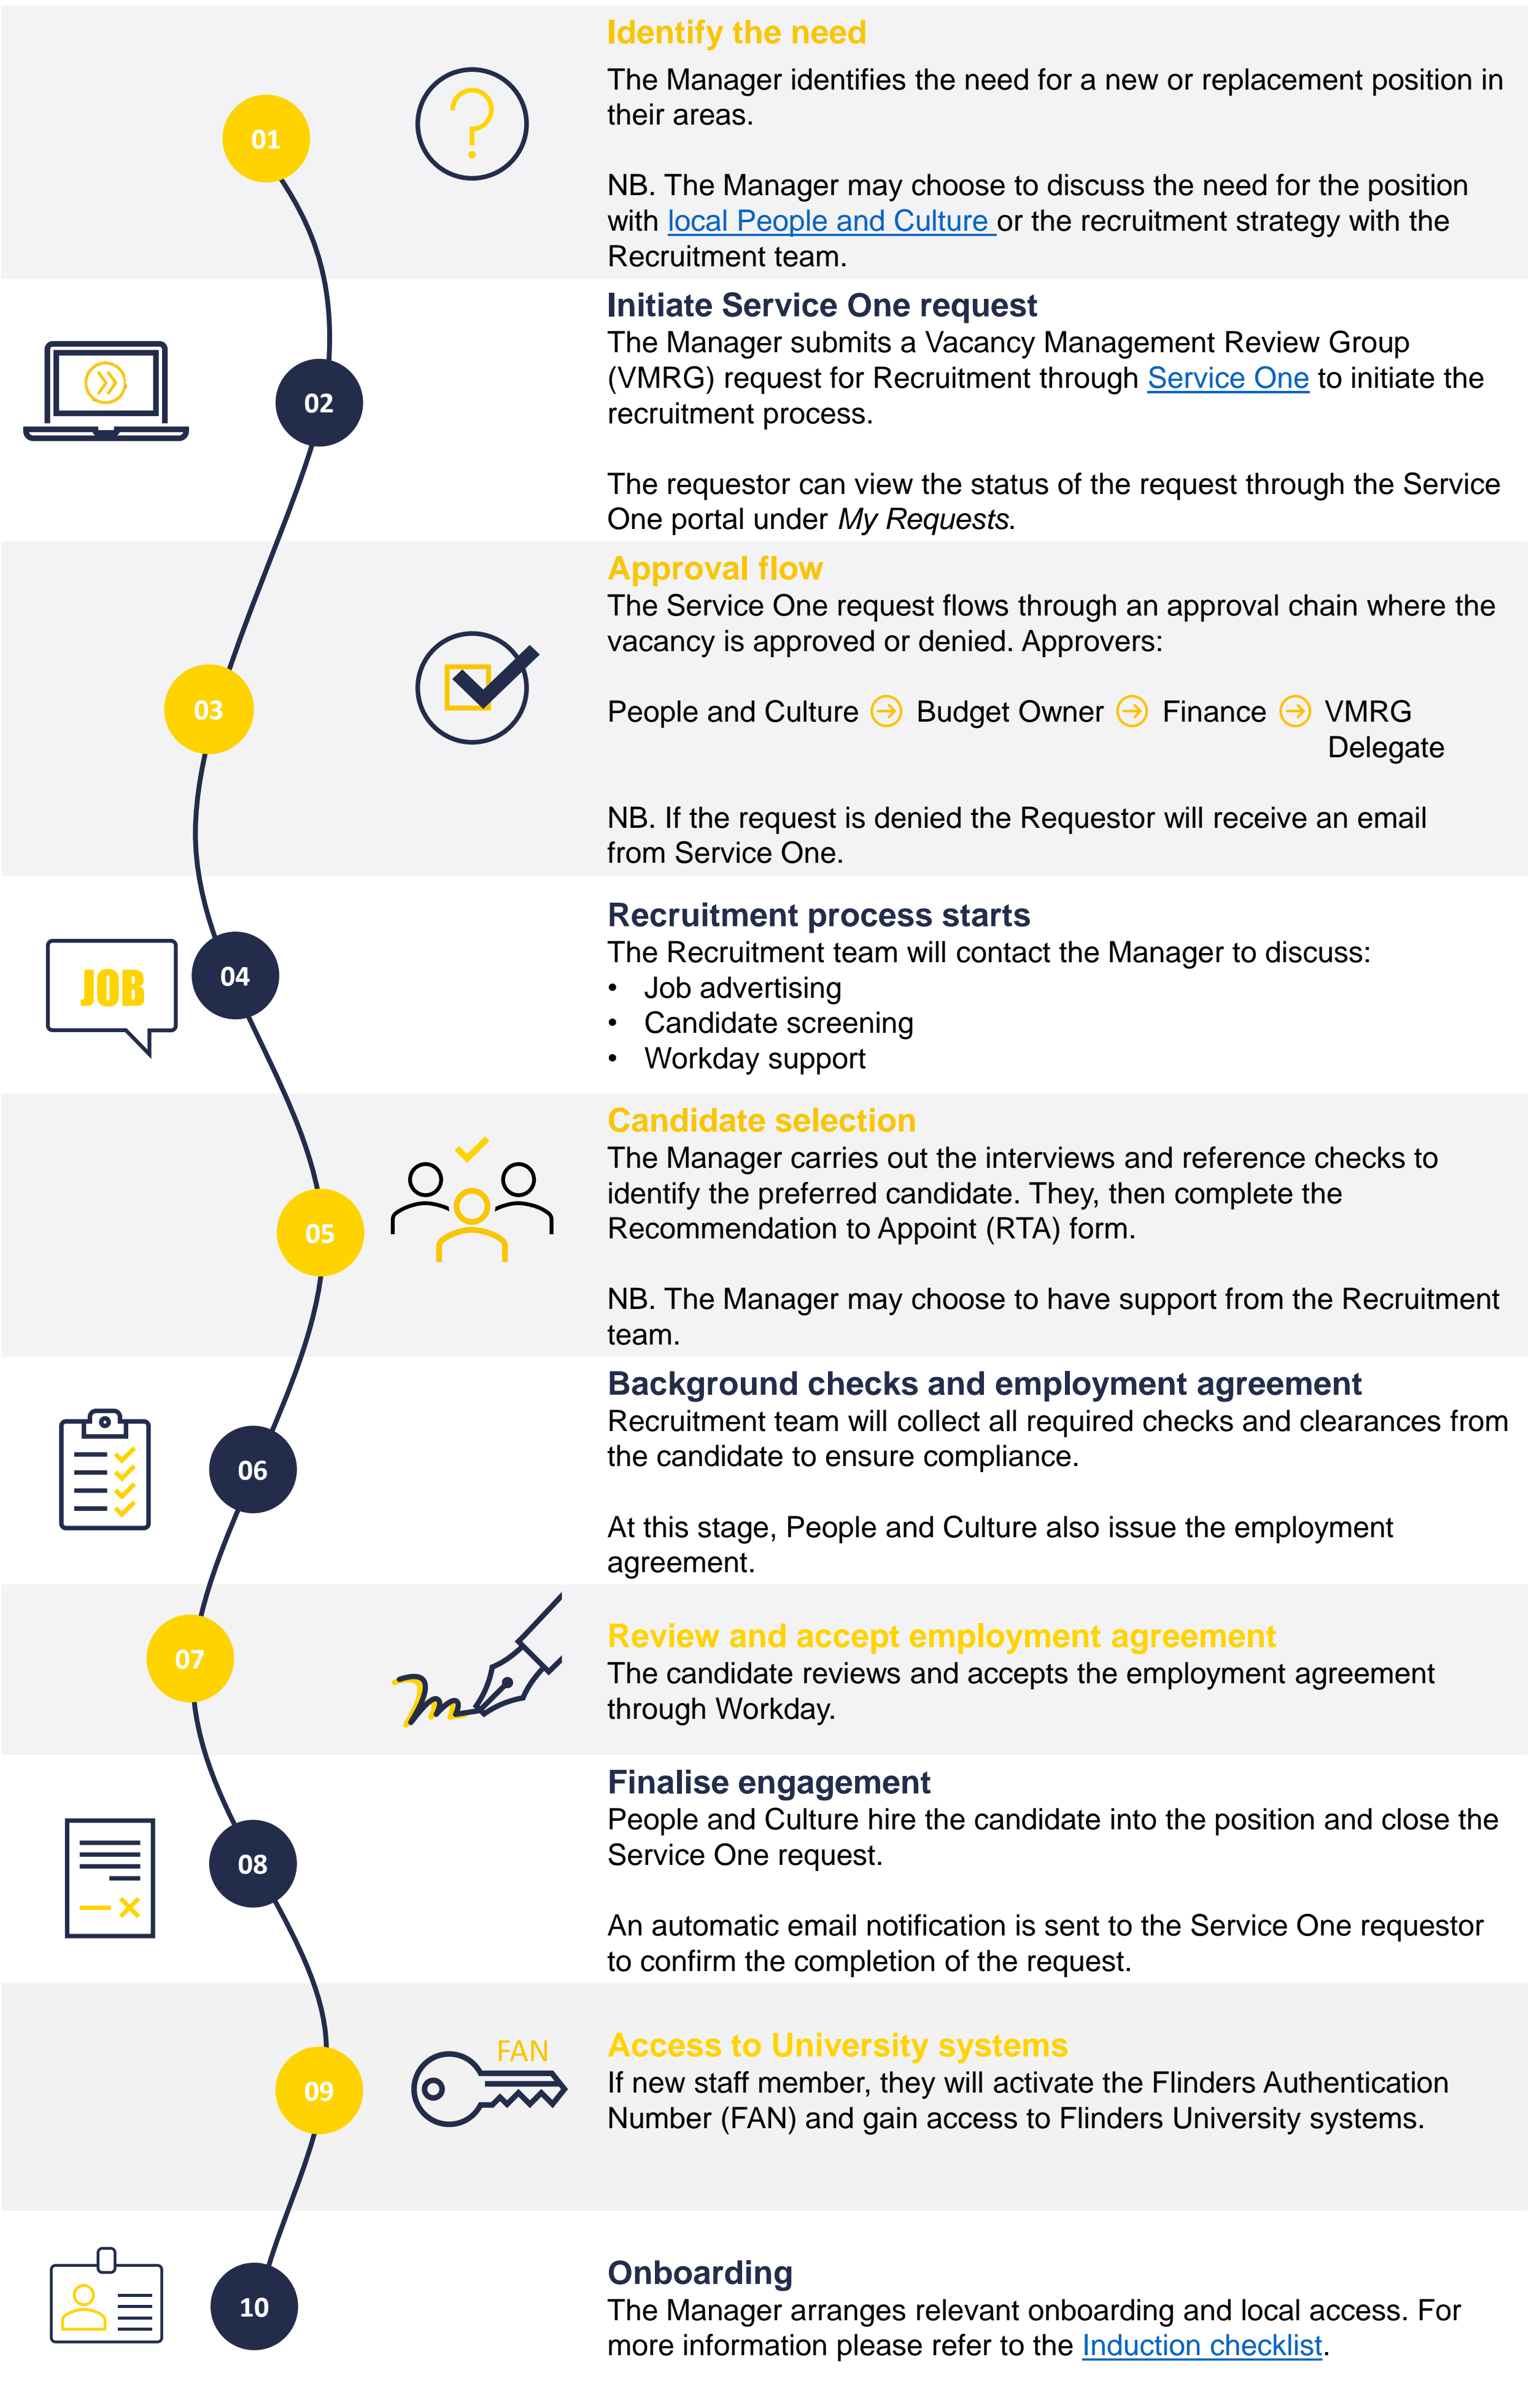 Identify the need
The Manager identifies the need for a new or replacement position in
their areas.
01
NB. The Manager may choose to discuss the need for the position
with local People and Culture or the recruitment strategy with the
Recruitment team.
Initiate Service One request
The Manager submits a Vacancy Management Review Group
(VMRG) request for Recruitment through Service One to initiate the
recruitment process.
02
The requestor can view the status of the request through the Service
One portal under My Requests.
Approval flow
The Service One request flows through an approval chain where the
vacancy is approved or denied. Approvers:
03
People and Culture Budget Owner Finance VMRG
Delegate
NB. If the request is denied the Requestor will receive an email
from Service One.
Recruitment process starts
The Recruitment team will contact the Manager to discuss:
JOB
04
• Job advertising
• Candidate screening
• Workday support
Candidate selection
The Manager carries out the interviews and reference checks to
identify the preferred candidate. They, then complete the
Recommendation to Appoint (RTA) form.
05
NB. The Manager may choose to have support from the Recruitment
team.
Background checks and employment agreement
Recruitment team will collect all required checks and clearances from
the candidate to ensure compliance.
06
At this stage, People and Culture also issue the employment
agreement.
Review and accept employment agreement
07
The candidate reviews and accepts the employment agreement
through Workday.
Finalise engagement
People and Culture hire the candidate into the position and close the
Service One request.
08
An automatic email notification is sent to the Service One requestor
to confirm the completion of the request.
FAN
Access to University systems
09
If new staff member, they will activate the Flinders Authentication
Number (FAN) and gain access to Flinders University systems.
Onboarding
10
The Manager arranges relevant onboarding and local access. For
more information please refer to the Induction checklist.